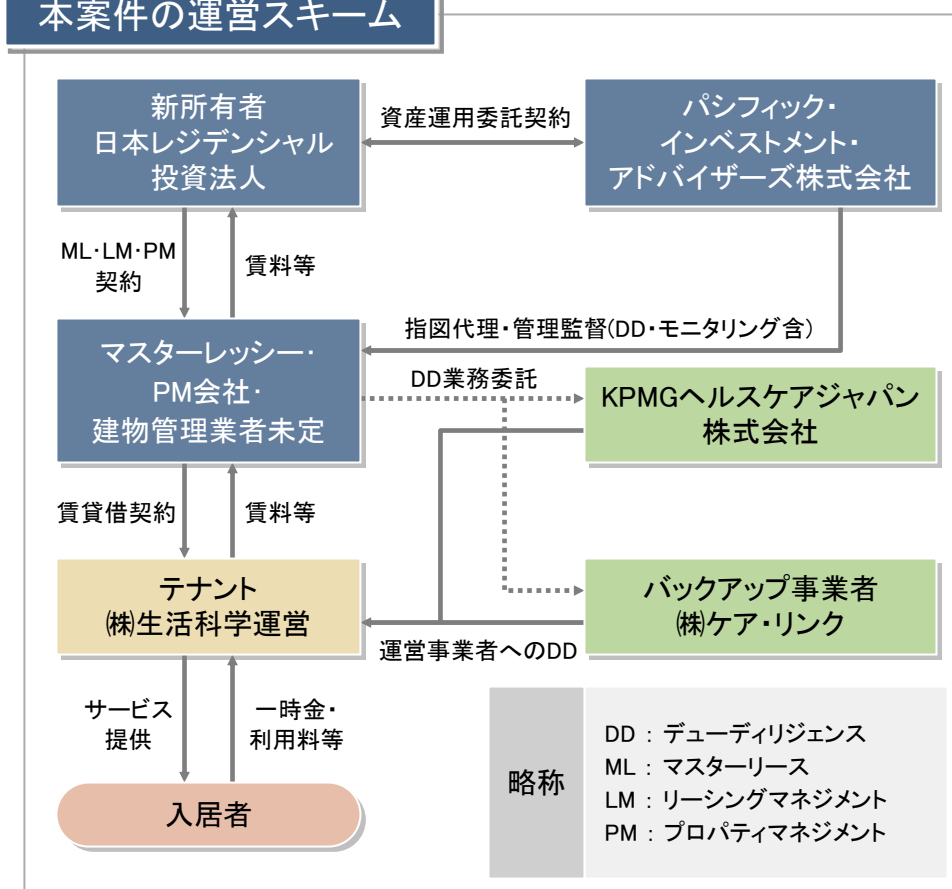 本案件の運営スキーム
新所有者
日本レジデンシャル
投資法人
資産運用委託契約
パシフィック・
インベストメント・
アドバイザーズ株式会社
ML・LM・PM
契約
賃料等
指図代理・管理監督(DD・モニタリング含)
マスターレッシー・
PM会社・
建物管理業者未定
DD業務委託
KPMGヘルスケアジャパン
株式会社
賃貸借契約
賃料等
テナント
㈱生活科学運営
バックアップ事業者
㈱ケア・リンク
運営事業者へのDD
サービス
提供
一時金・
利用料等
入居者
略称
DD : デューディリジェンス
ML : マスターリース
LM : リーシングマネジメント
PM : プロパティマネジメント